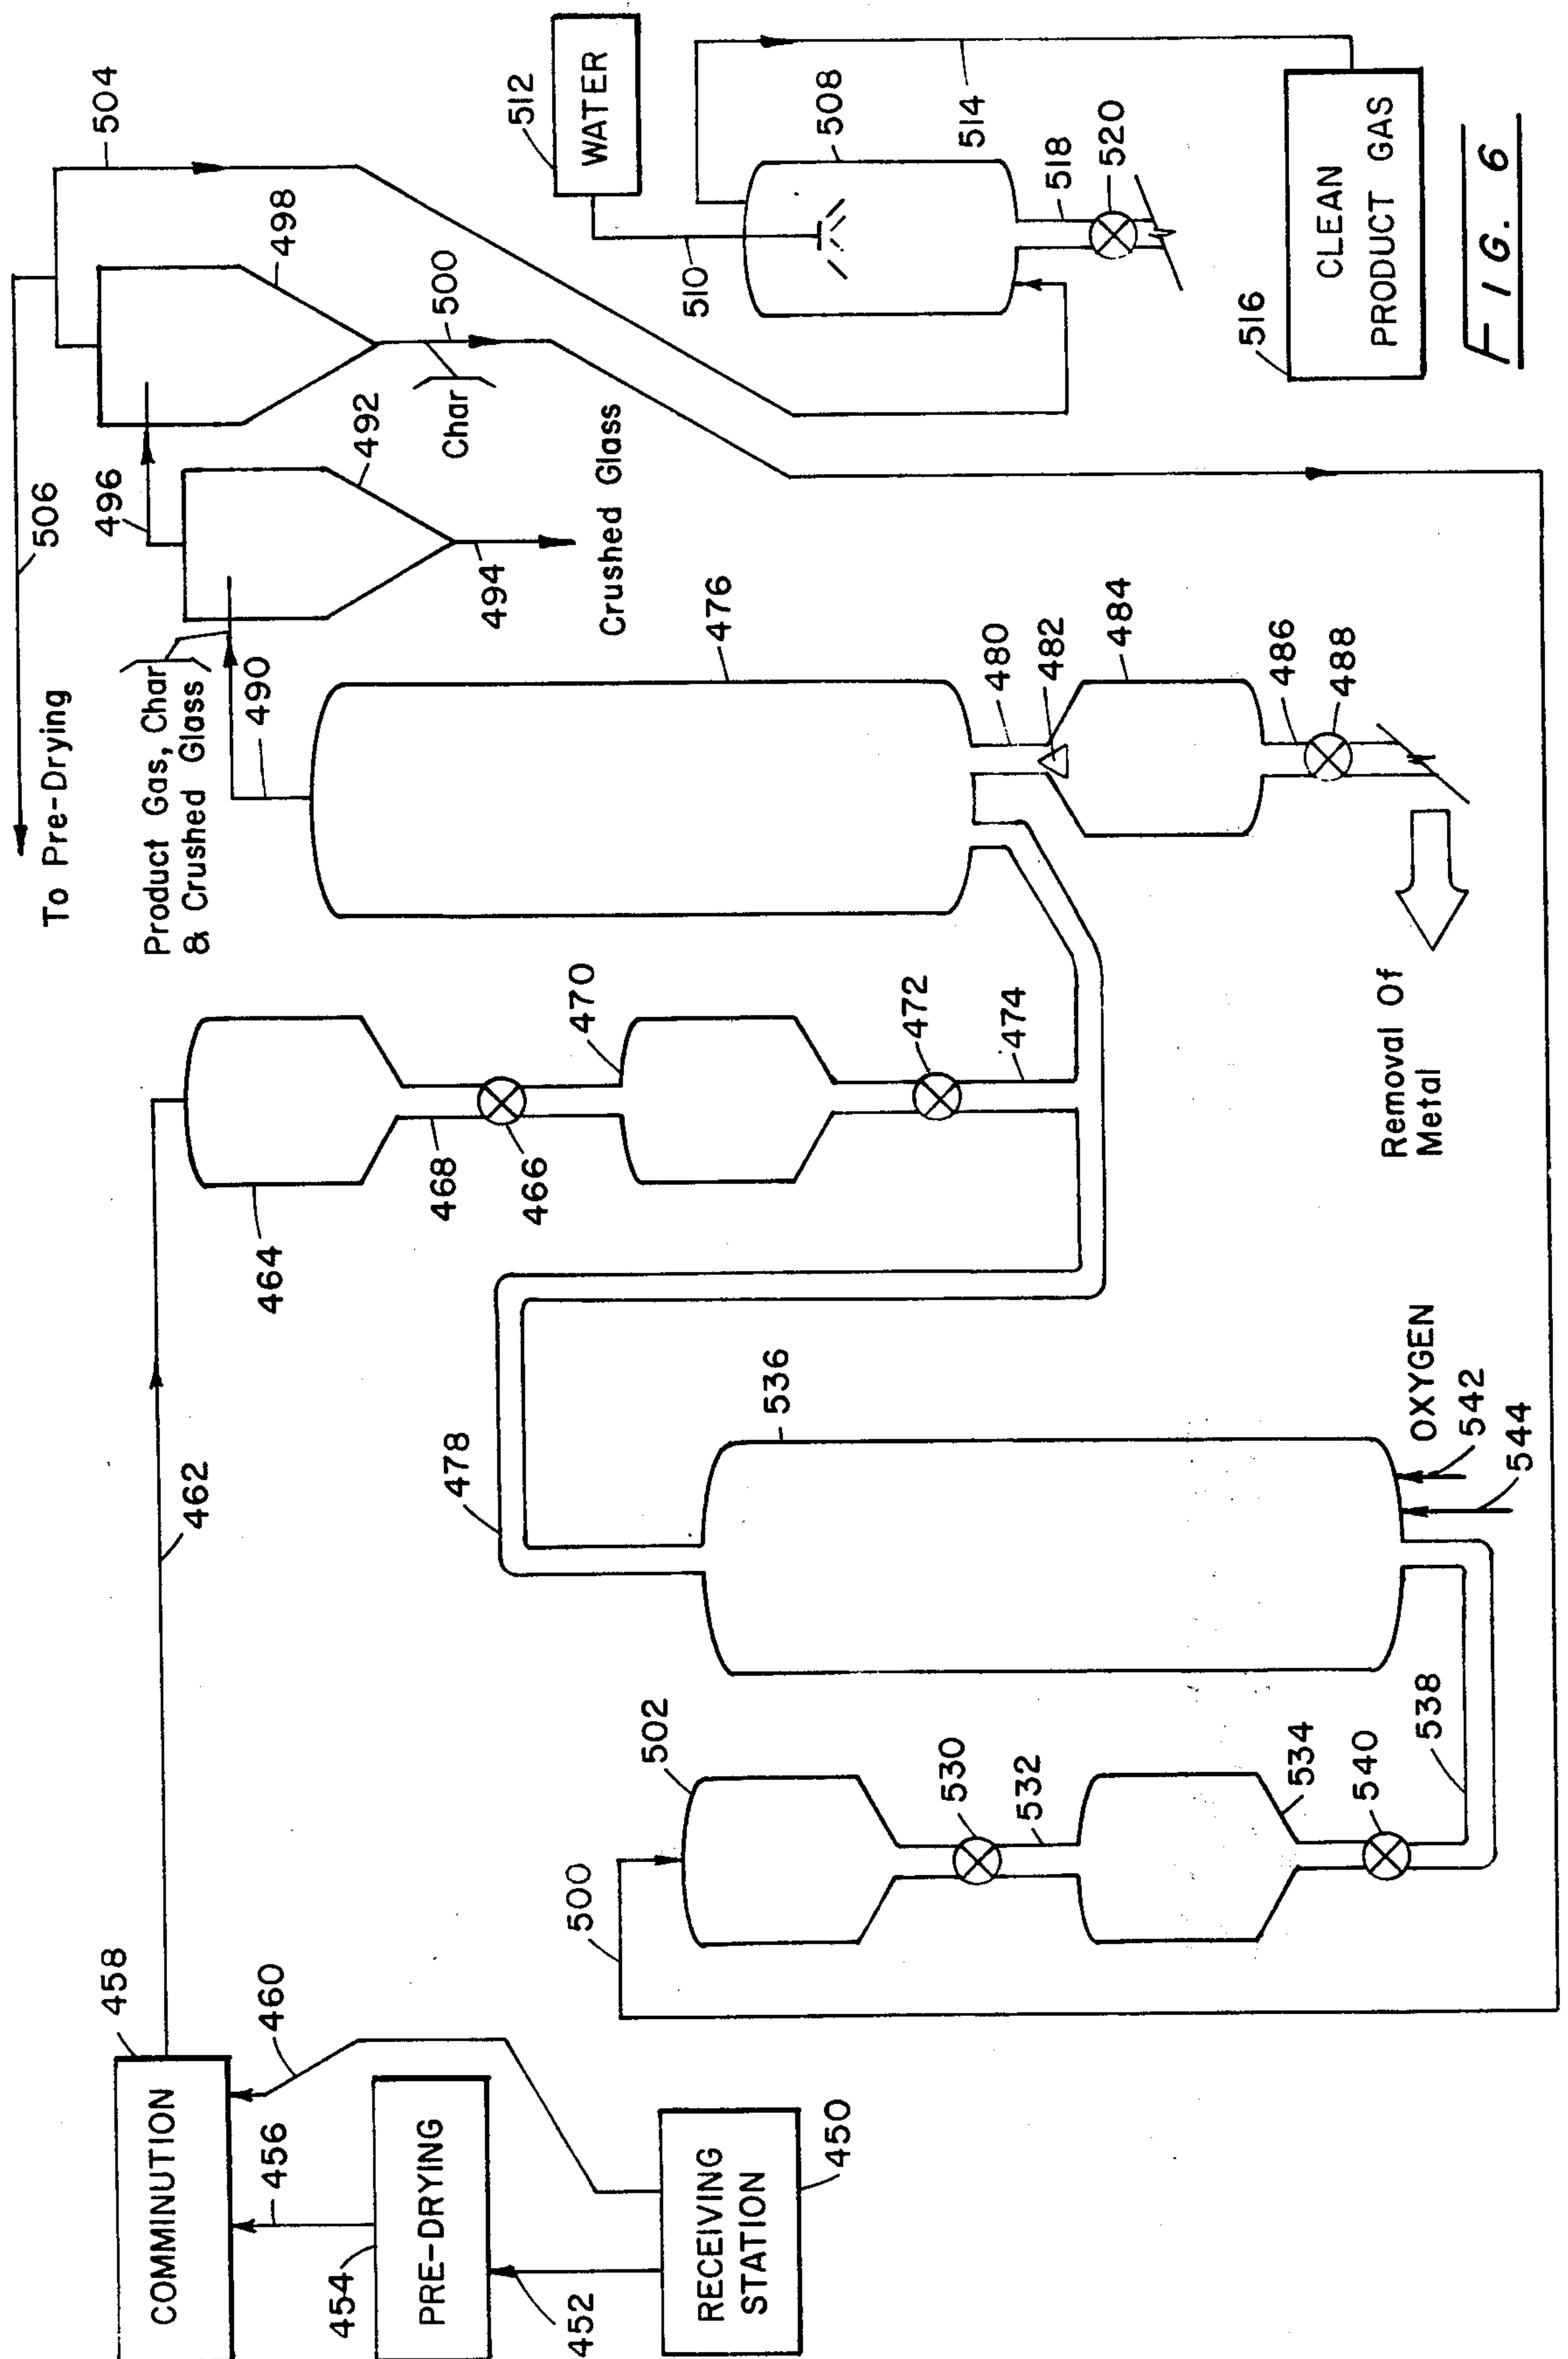 458
COMMINUTION
460
456
454
PRE-DRYING
452
RECEIVING
STATION
450
462
464
468
466
470
472
474
478
536
OXYGEN
542
544
500
502
530
532
534
540
538
506
To Pre-Drying
Product Gas, Char
& Crushed Glass
490
476
480
482
484
486
488
Removal Of
Metal
496
492
494
Crushed Glass
504
498
500
Char
512
WATER
510
508
514
518
520
516
CLEAN
PRODUCT GAS
FIG. 6